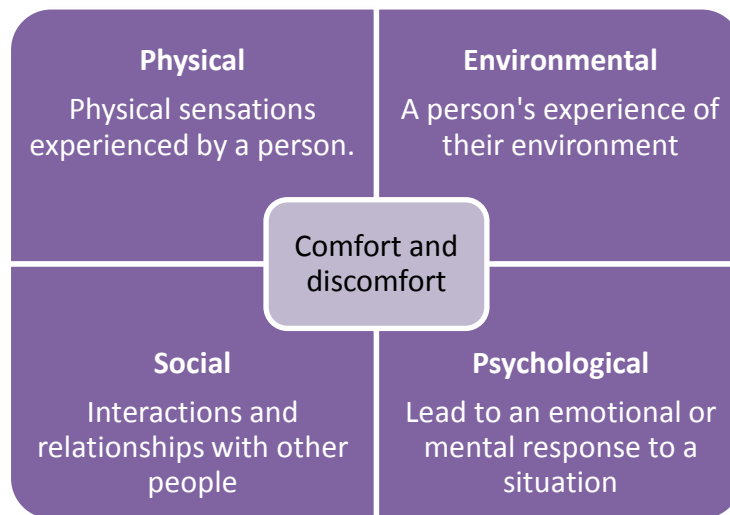 Physical
Physical sensations
experienced by a person.
Environmental
A person's experience of
their environment
Comfort and
discomfort
Social
Interactions and
relationships with other
people
Psychological
Lead to an emotional or
mental response to a
situation